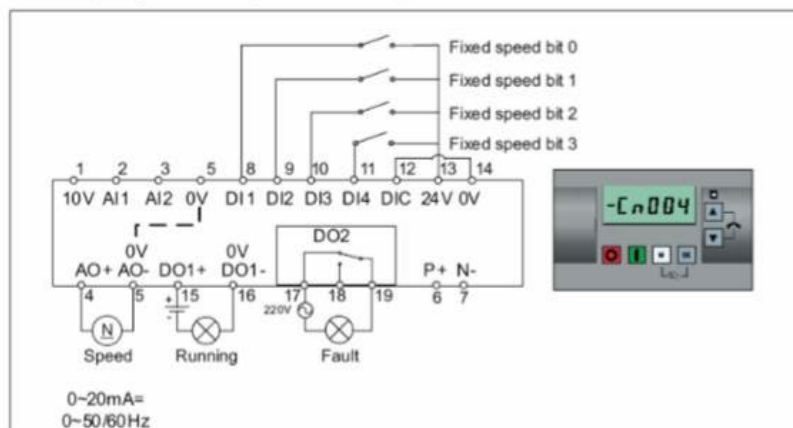 Fixed speed bit 0
Fixed speed bit 1
Fixed speed bit 2
Fixed speed bit 3
1 2 3 5 8 9 10 11 12 13 14
10V AI1 AI2 0V DI1 DI2 DI3 DI4 DIC 24V 0V
-Cn004
0V 0V DO2
AO+ AO- DO1+ DO1- P+ N-
4 5 15 16 17 18 19 6 7
+
-
220V
N
Speed Running Fault
0~20mA=
0~50/60Hz